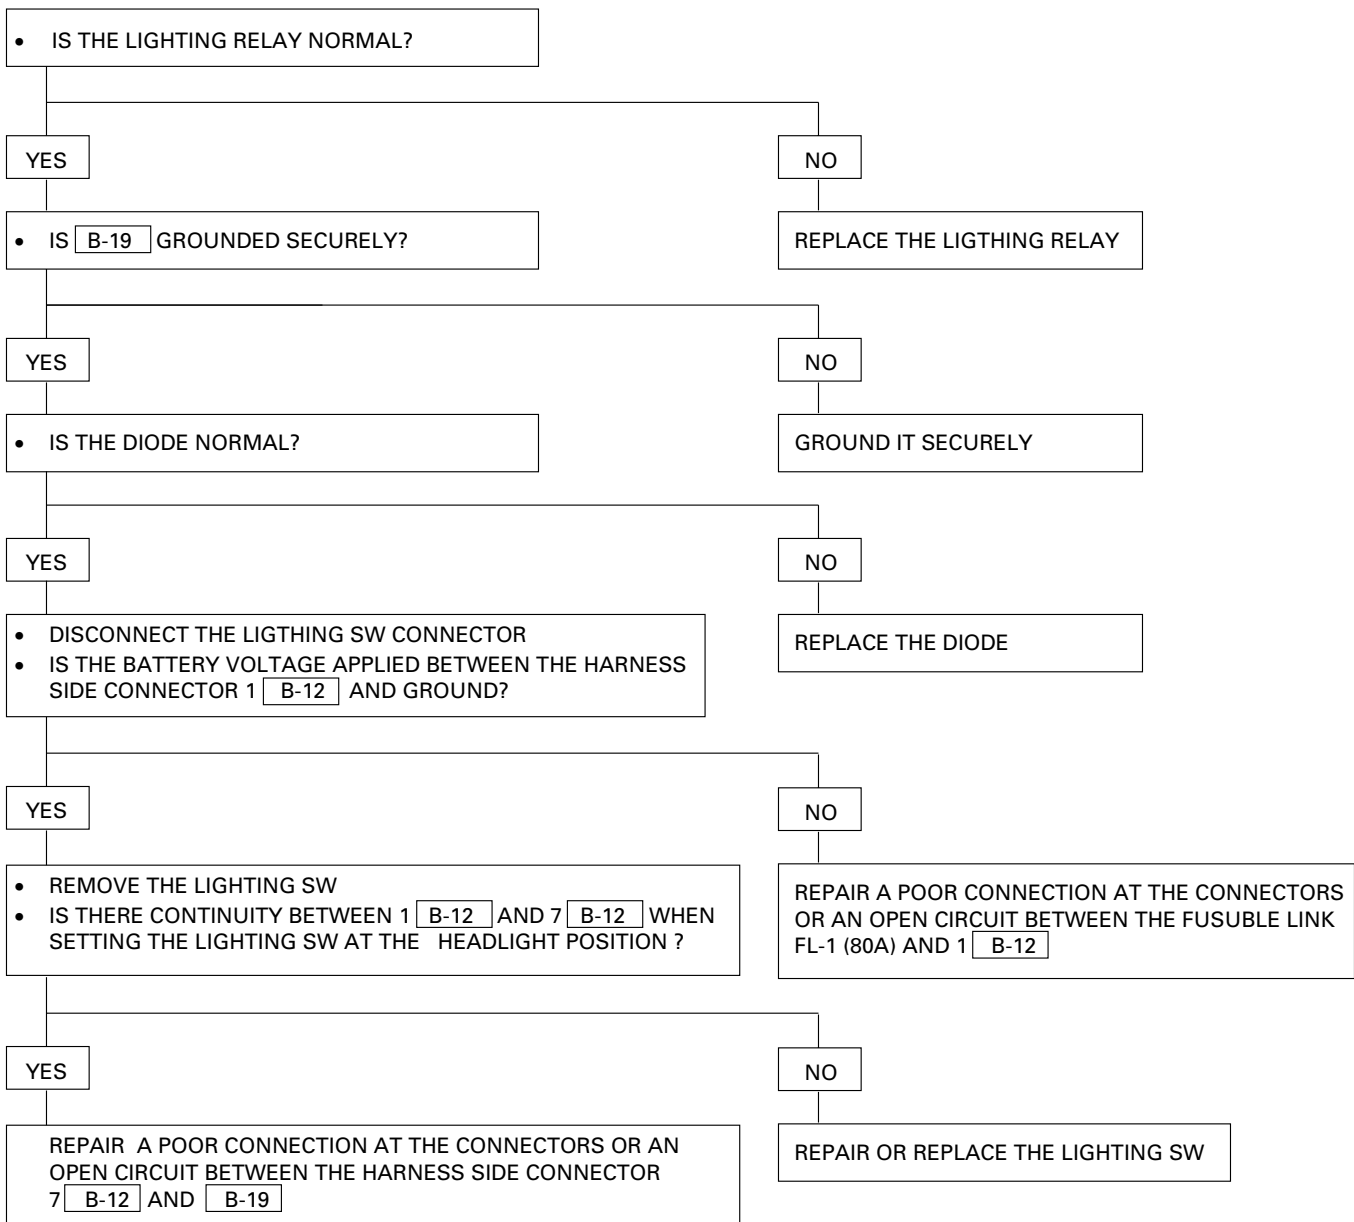 • IS THE LIGHTING RELAY NORMAL?
YES
NO
• IS B-19 GROUNDED SECURELY?
REPLACE THE LIGTHING RELAY
YES
NO
• IS THE DIODE NORMAL?
GROUND IT SECURELY
YES
NO
• DISCONNECT THE LIGTHING SW CONNECTOR
• IS THE BATTERY VOLTAGE APPLIED BETWEEN THE HARNESS
SIDE CONNECTOR 1 B-12 AND GROUND?
REPLACE THE DIODE
YES
NO
• REMOVE THE LIGHTING SW
• IS THERE CONTINUITY BETWEEN 1 B-12 AND 7 B-12 WHEN
SETTING THE LIGHTING SW AT THE HEADLIGHT POSITION ?
REPAIR A POOR CONNECTION AT THE CONNECTORS
OR AN OPEN CIRCUIT BETWEEN THE FUSUBLE LINK
FL-1 (80A) AND 1 B-12
YES
NO
REPAIR A POOR CONNECTION AT THE CONNECTORS OR AN
OPEN CIRCUIT BETWEEN THE HARNESS SIDE CONNECTOR
7 B-12 AND B-19
REPAIR OR REPLACE THE LIGHTING SW